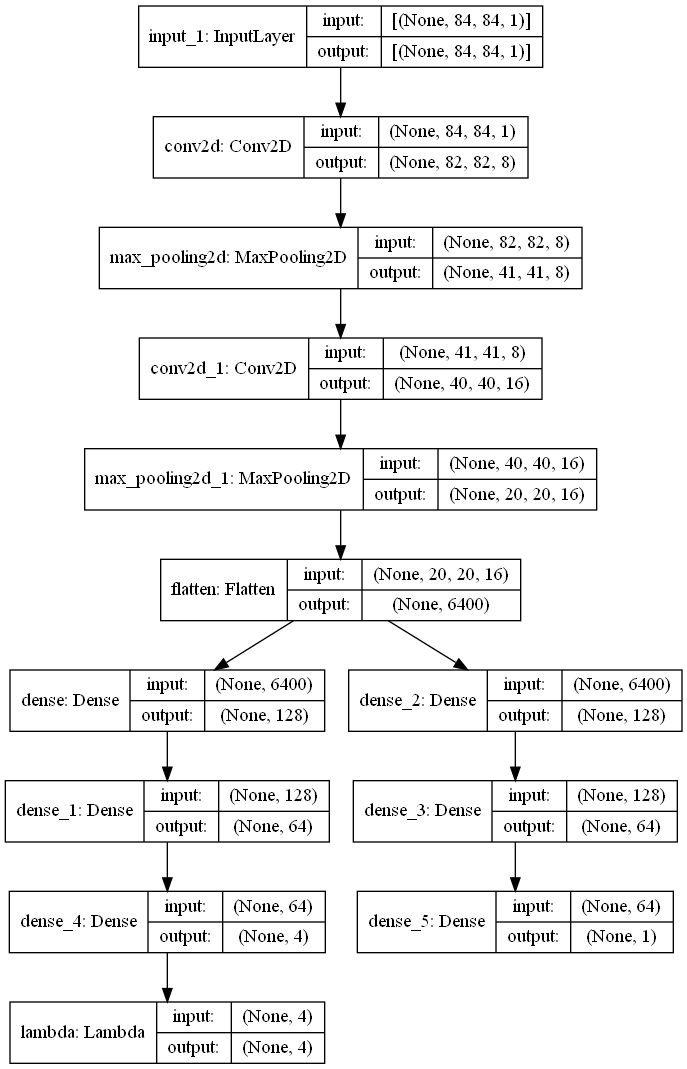 input_1: InputLayer
input: [(None, 84, 84, 1)]
output: [(None, 84, 84, 1)]
conv2d: Conv2D
input: (None, 84, 84, 1)
output: (None, 82, 82, 8)
max_pooling2d: MaxPooling2D
input: (None, 82, 82, 8)
output: (None, 41, 41, 8)
conv2d_1: Conv2D
input: (None, 41, 41, 8)
output: (None, 40, 40, 16)
max_pooling2d_1: MaxPooling2D
input: (None, 40, 40, 16)
output: (None, 20, 20, 16)
flatten: Flatten
input: (None, 20, 20, 16)
output: (None, 6400)
dense: Dense
input: (None, 6400)
output: (None, 128)
dense_2: Dense
input: (None, 6400)
output: (None, 128)
dense_1: Dense
input: (None, 128)
output: (None, 64)
dense_3: Dense
input: (None, 128)
output: (None, 64)
dense_4: Dense
input: (None, 64)
output: (None, 4)
dense_5: Dense
input: (None, 64)
output: (None, 1)
lambda: Lambda
input: (None, 4)
output: (None, 4)